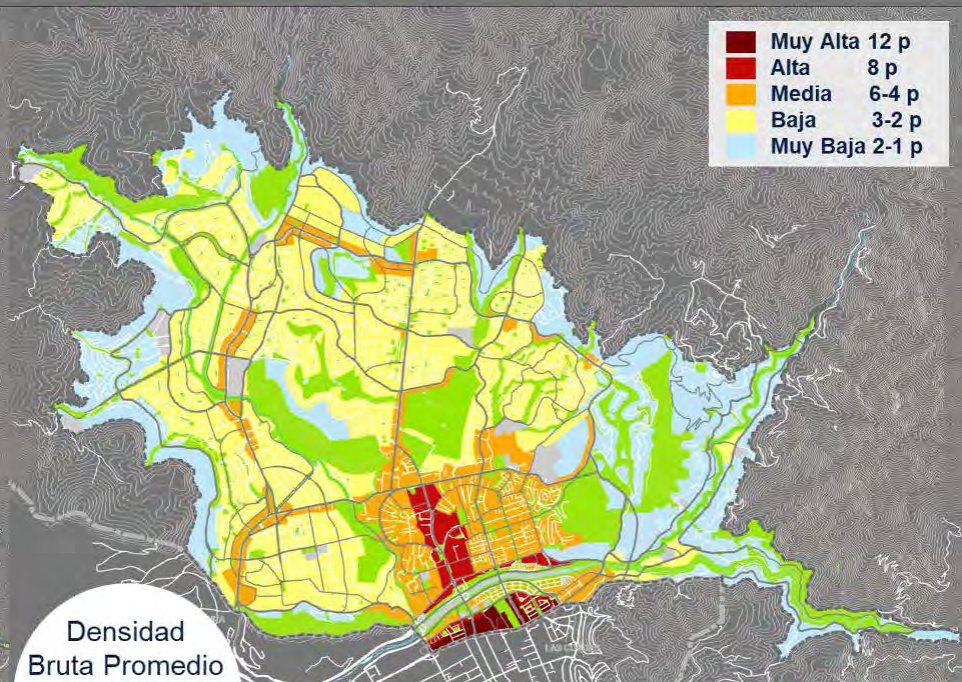 Muy Alta 12 p
Alta 8 p
Media 6-4 p
Baja 3-2 p
Muy Baja 2-1 p
Densidad
Bruta Promedio